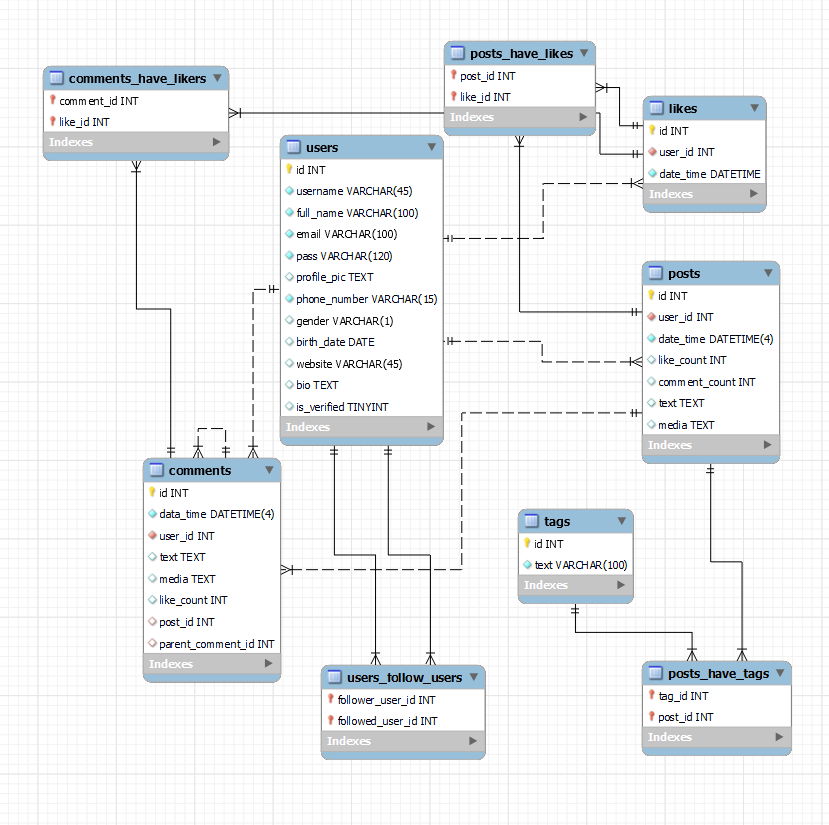 comments_have_likers
comment_id INT
like_id INT
Indexes
posts_have_likes
post_id INT
like_id INT
Indexes
likes
id INT
user_id INT
date_time DATETIME
Indexes
users
id INT
username VARCHAR(45)
full_name VARCHAR(100)
email VARCHAR(100)
pass VARCHAR(120)
profile_pic TEXT
phone_number VARCHAR(15)
gender VARCHAR(1)
birth_date DATE
website VARCHAR(45)
bio TEXT
is_verified TINYINT
Indexes
posts
id INT
user_id INT
date_time DATETIME(4)
like_count INT
comment_count INT
text TEXT
media TEXT
Indexes
comments
id INT
data_time DATETIME(4)
user_id INT
text TEXT
media TEXT
like_count INT
post_id INT
parent_comment_id INT
Indexes
tags
id INT
text VARCHAR(100)
Indexes
users_follow_users
follower_user_id INT
followed_user_id INT
Indexes
posts_have_tags
tag_id INT
post_id INT
Indexes